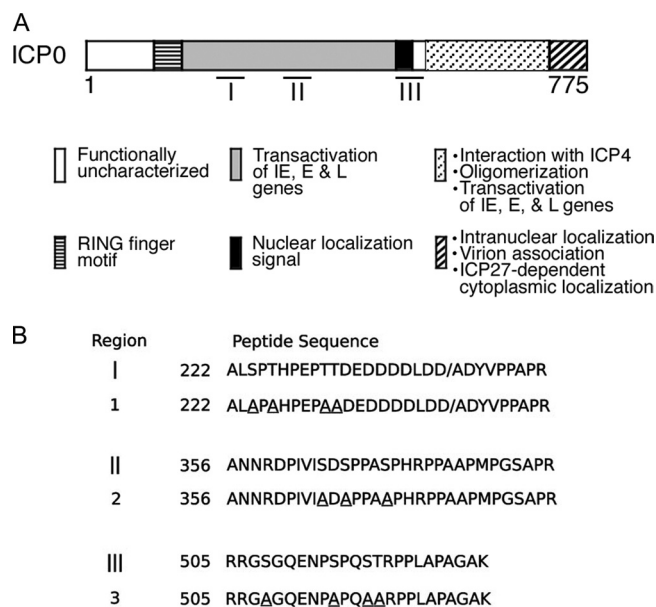 A
ICP0
1
775
I
II
III
Functionally
uncharacterized
Transactivation
of IE, E & L
genes
•Interaction with ICP4
•Oligomerization
•Transactivation
of IE, E, & L genes
RING finger
motif
Nuclear localization
signal
•Intranuclear localization
•Virion association
•ICP27-dependent
cytoplasmic localization
B
Region Peptide Sequence
I 222 ALSPTHPEPTTDEDDDDLDD/ADYVPPAPR
1 222 ALAPAHPEPAADEDDDDLDD/ADYVPPAPR
II 356 ANNRDPIVISDSPPASPHRPPAAPMPGSAPR
2 356 ANNRDPIVIADAPPAAPHRPPAAPMPGSAPR
III 505 RRGSGQENPSPQSTRPPLAPAGAK
3 505 RRGAGQENPAPQAARPPLAPAGAK